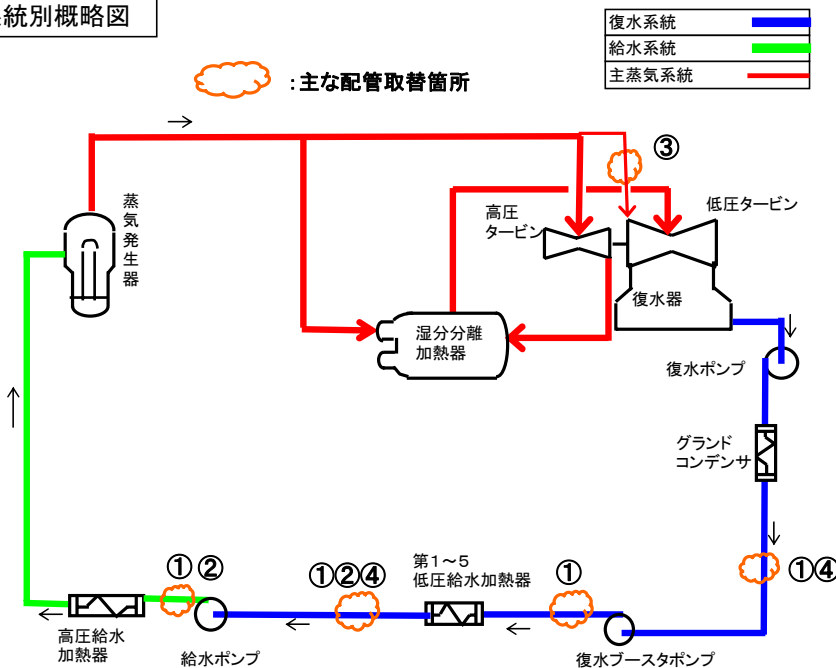 統別概略図
復水系統
給水系統
主蒸気系統
：主な配管取替箇所
③
蒸気発生器
高圧
タービン
低圧タービン
復水器
湿分分離
加熱器
復水ポンプ
グランド
コンデンサ
①④
第１～５
低圧給水加熱器
①
①②④
①②
高圧給水
加熱器
給水ポンプ
復水ブースタポンプ